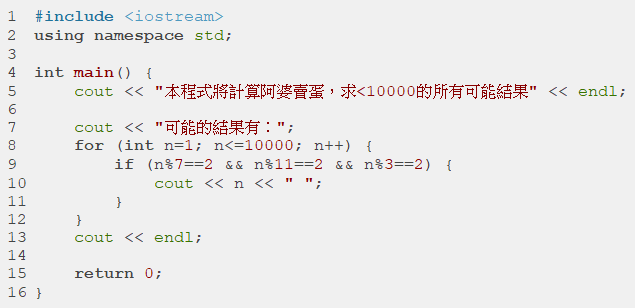 1 #include <iostream>
2 using namespace std;
3
4 int main() {
5     cout << "本程式將計算阿婆賣蛋，求<10000的所有可能結果" << endl;
6
7     cout << "可能的結果有：";
8     for (int n=1; n<=10000; n++) {
9         if (n%7==2 && n%11==2 && n%3==2) {
10             cout << n << " ";
11         }
12     }
13     cout << endl;
14
15     return 0;
16 }